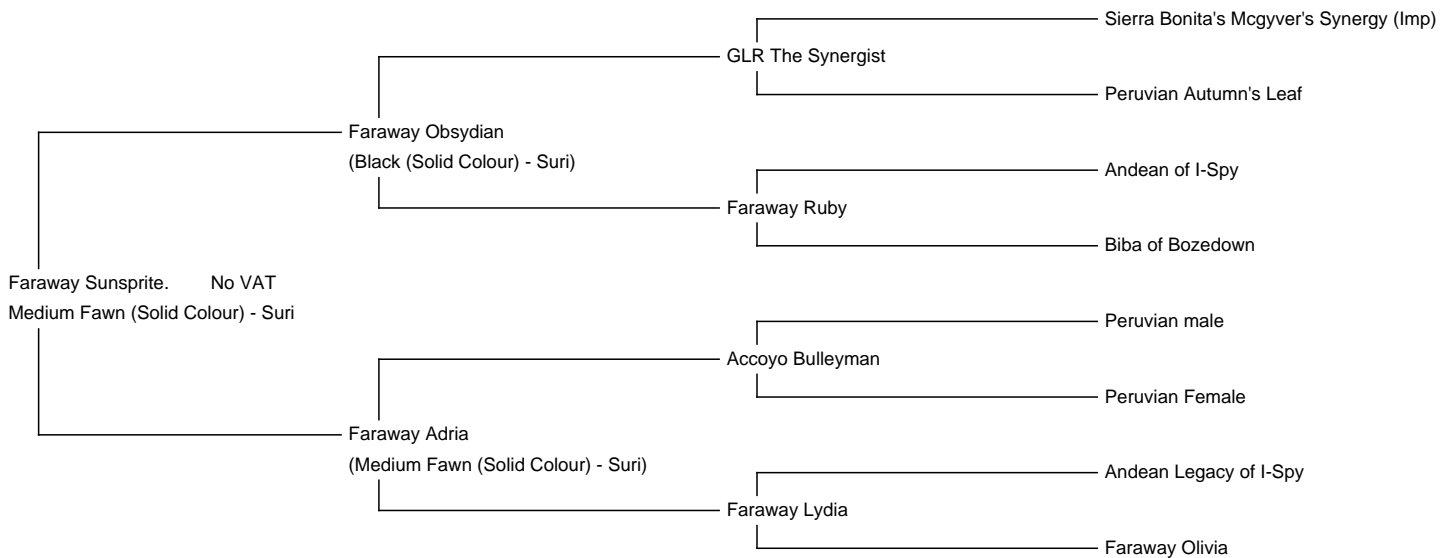 Sierra Bonita's Mcgyver's Synergy (Imp)
GLR The Synergist
Peruvian Autumn's Leaf
Faraway Obsydian
(Black (Solid Colour) - Suri)
Andean of I-Spy
Faraway Ruby
Biba of Bozedown
Faraway Sunsprite. No VAT
Medium Fawn (Solid Colour) - Suri
Peruvian male
Accoyo Bulleyman
Peruvian Female
Faraway Adria
(Medium Fawn (Solid Colour) - Suri)
Andean Legacy of I-Spy
Faraway Lydia
Faraway Olivia